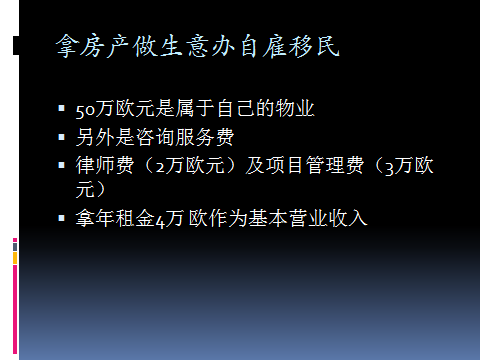 拿房产做生意办自雇移民
▪ 50万欧元是属于自己的物业
▪ 另外是咨询服务费
▪ 律师费（2万欧元）及项目管理费（3万欧
元）
▪ 拿年租金4万 欧作为基本营业收入